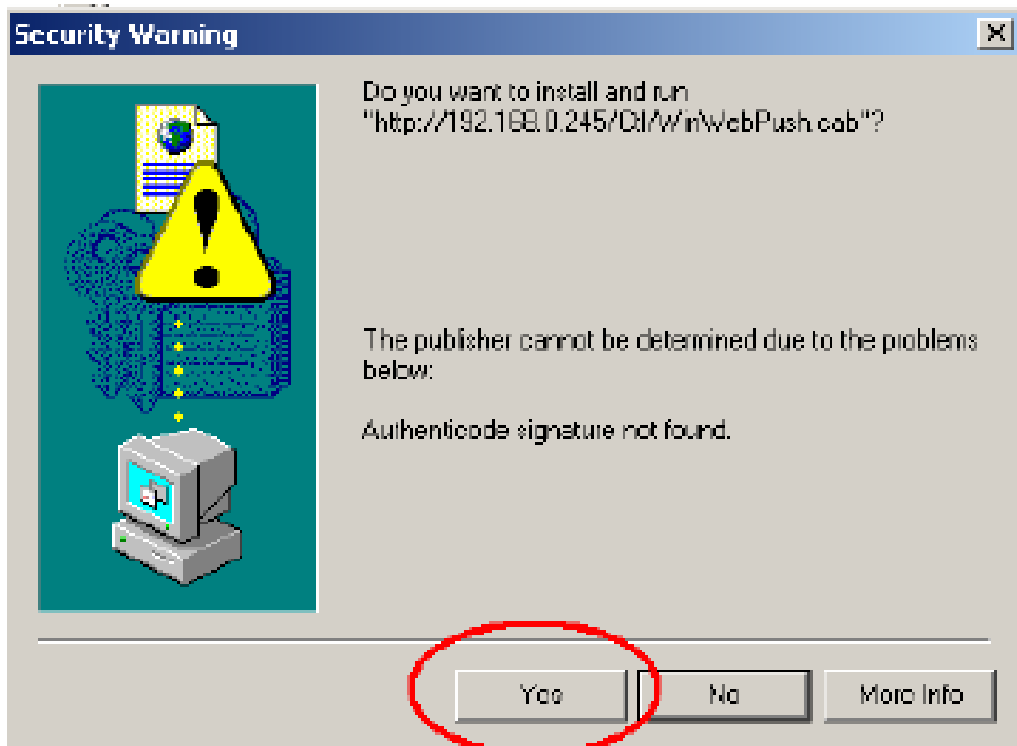 Security Warning
Do you want to install and run
"http://192.168.0.245/Ctl/WinWebPush.cab"?
The publisher cannot be determined due to the problems
below:
Authenticode signature not found.
Yes
No
More Info